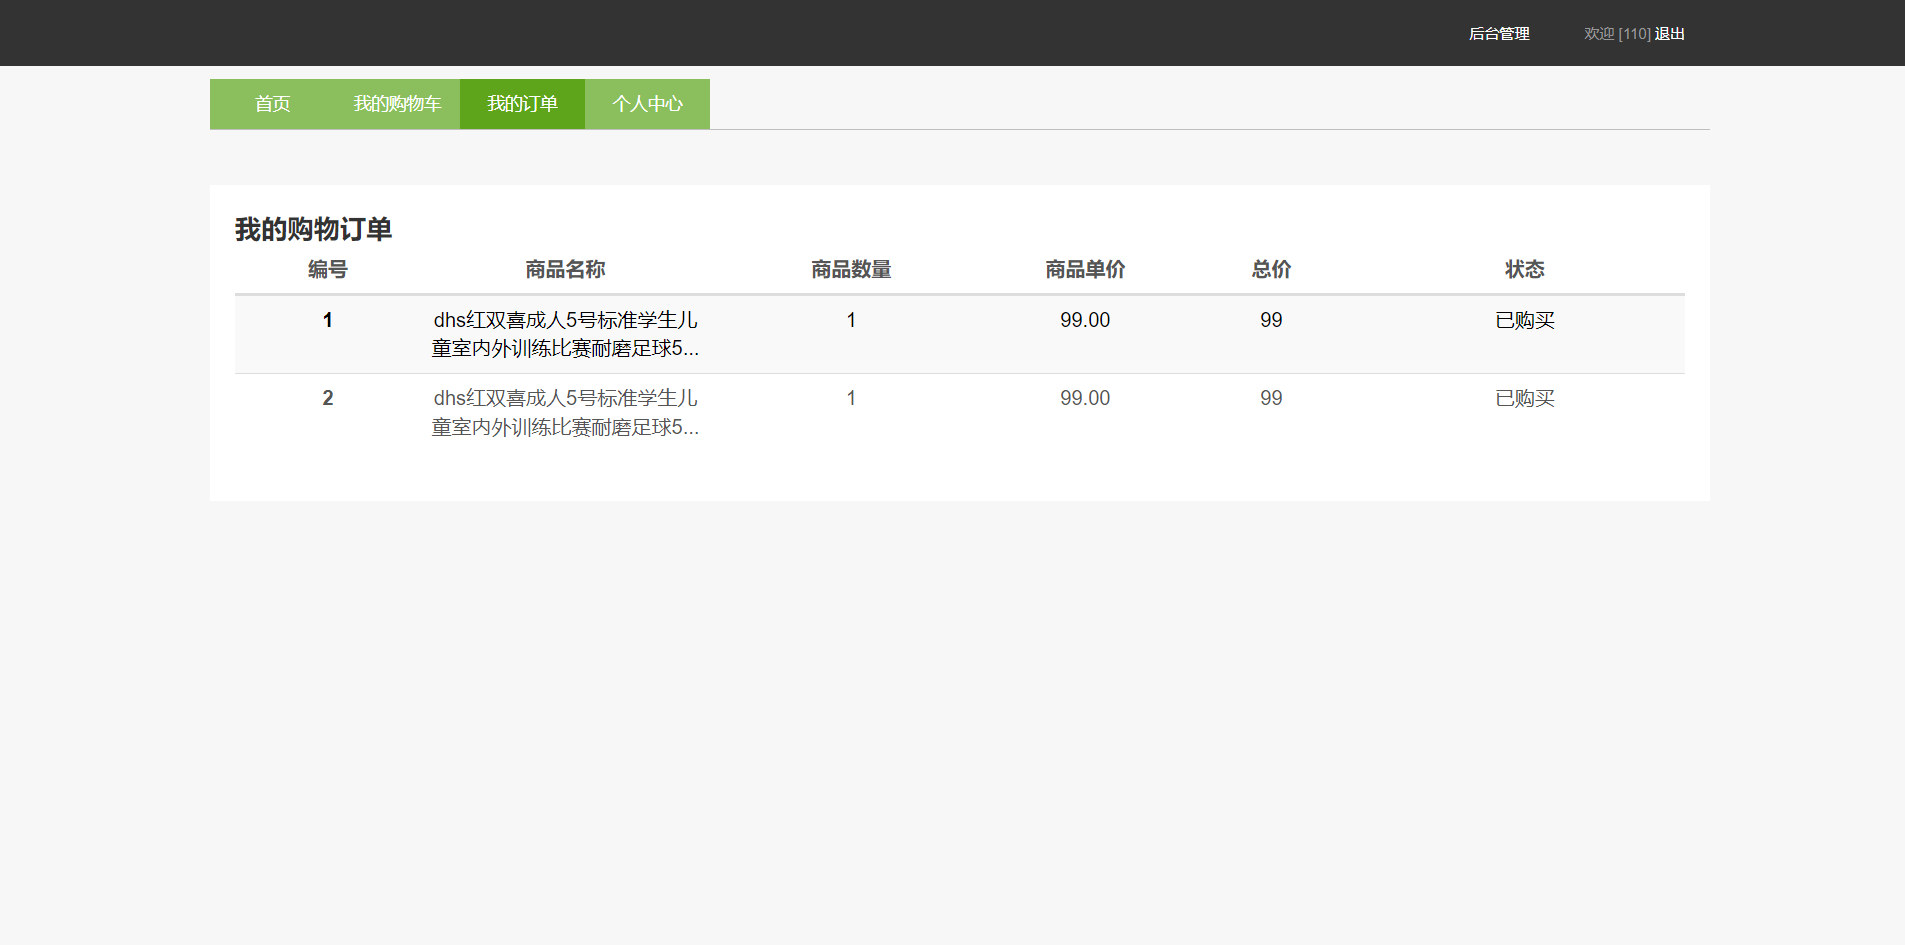 后台管理 欢迎 [110] 退出
首页 我的购物车 我的订单 个人中心
我的购物订单
编号 商品名称 商品数量 商品单价 总价 状态
1 dhs红双喜成人5号标准学生儿 1 99.00 99 已购买
童室内外训练比赛耐磨足球5...
2 dhs红双喜成人5号标准学生儿 1 99.00 99 已购买
童室内外训练比赛耐磨足球5...